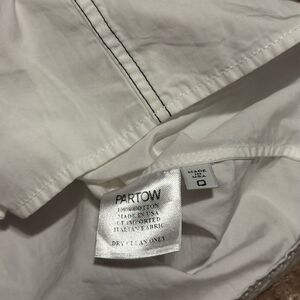 PARTOW
100% COTTON
MADE IN USA
OF IMPORTED
ITALIAN FABRIC
DRY CLEAN ONLY
MADE
IN
USA
0